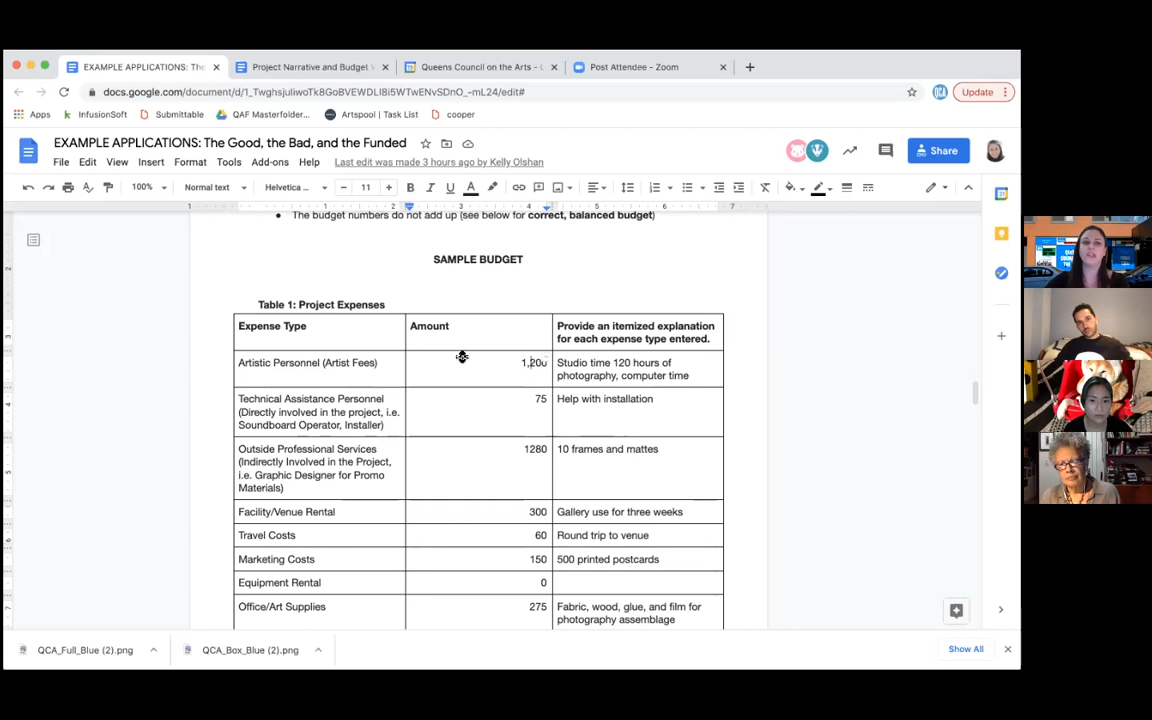 EXAMPLE APPLICATIONS: The
Project Narrative and Budget
Queens Council on the Arts -
Post Attendee - Zoom
docs.google.com/document/d/1_TwghsjuliwoTk8GoBVEWDLl8i5WTwENvSDnO_-mL24/edit#
Update
Apps
InfusionSoft
Submittable
QAF Masterfolder...
Artspool | Task List
cooper
EXAMPLE APPLICATIONS: The Good, the Bad, and the Funded
File Edit View Insert Format Tools Add-ons Help Last edit was made 3 hours ago by Kelly Olshan
Share
100% Normal text Helvetica ... 11
B I U A
1 1 2 3 4 5 6 7
• The budget numbers do not add up (see below for correct, balanced budget)
SAMPLE BUDGET
Table 1: Project Expenses
Expense Type Amount Provide an itemized explanation
for each expense type entered.
Artistic Personnel (Artist Fees) 1,200 Studio time 120 hours of
photography, computer time
Technical Assistance Personnel 75 Help with installation
(Directly involved in the project, i.e.
Soundboard Operator, Installer)
Outside Professional Services 1280 10 frames and mattes
(Indirectly Involved in the Project,
i.e. Graphic Designer for Promo
Materials)
Facility/Venue Rental 300 Gallery use for three weeks
Travel Costs 60 Round trip to venue
Marketing Costs 150 500 printed postcards
Equipment Rental 0
Office/Art Supplies 275 Fabric, wood, glue, and film for
photography assemblage
QCA_Full_Blue (2).png
QCA_Box_Blue (2).png
Show All